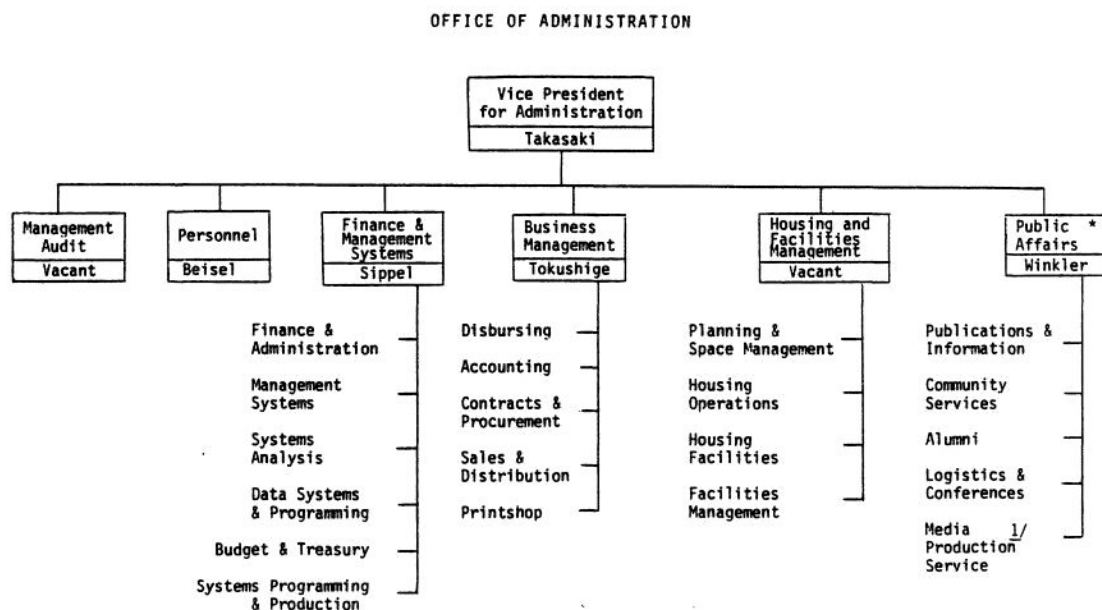 OFFICE OF ADMINISTRATION
Vice President
for Administration
Takasaki
Management
Audit
Vacant
Personnel
Beisel
Finance &
Management
Systems
Sippel
Business
Management
Tokushige
Housing and
Facilities
Management
Vacant
Public *
Affairs
Winkler
Finance &
Administration
Management
Systems
Systems
Analysis
Data Systems
& Programming
Budget & Treasury
Systems Programming
& Production
Disbursing
Accounting
Contracts &
Procurement
Sales &
Distribution
Printshop
Planning &
Space Management
Housing
Operations
Housing
Facilities
Facilities
Management
Publications &
Information
Community
Services
Alumni
Logistics &
Conferences
Media 1/
Production
Service